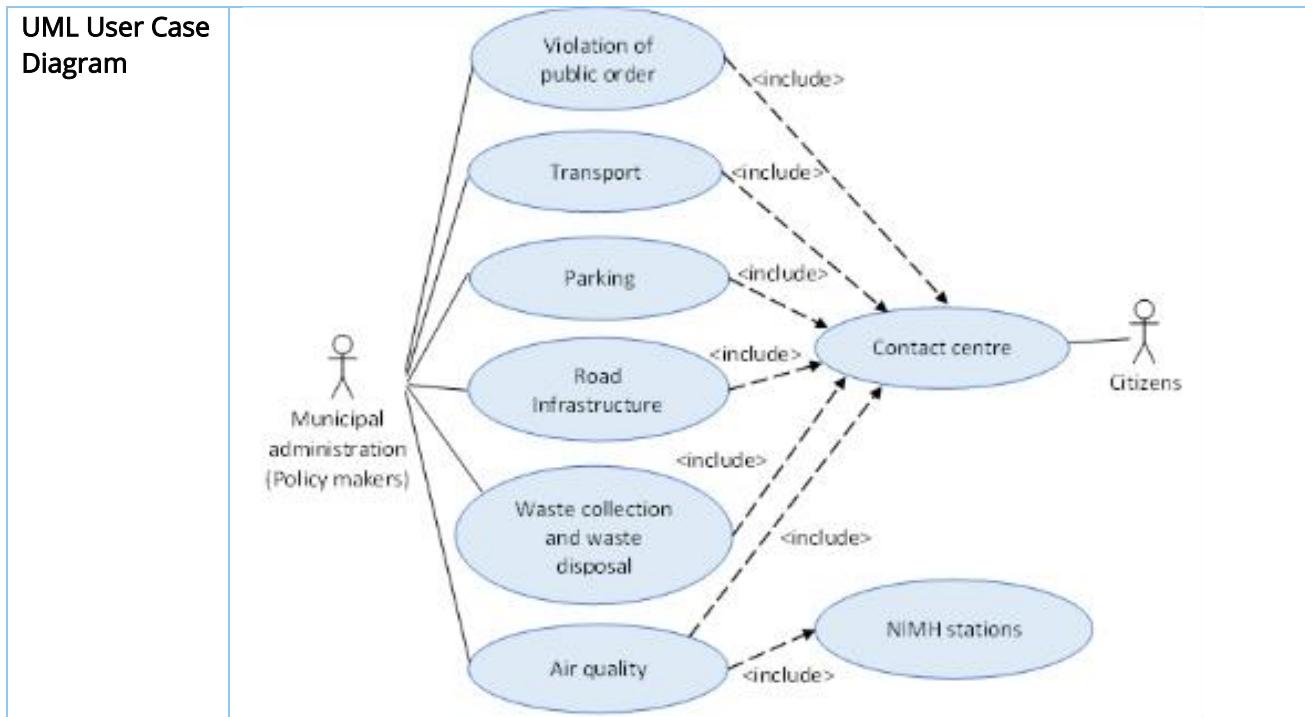 UML User Case
Diagram
Violation of
public order
<include>
Transport
<include>
Parking
<include>
Contact centre
Citizens
Road
Infrastructure
<include>
Municipal
administration
(Policy makers)
<include>
Waste collection
and waste
disposal
<include>
Air quality
<include>
NIMH stations